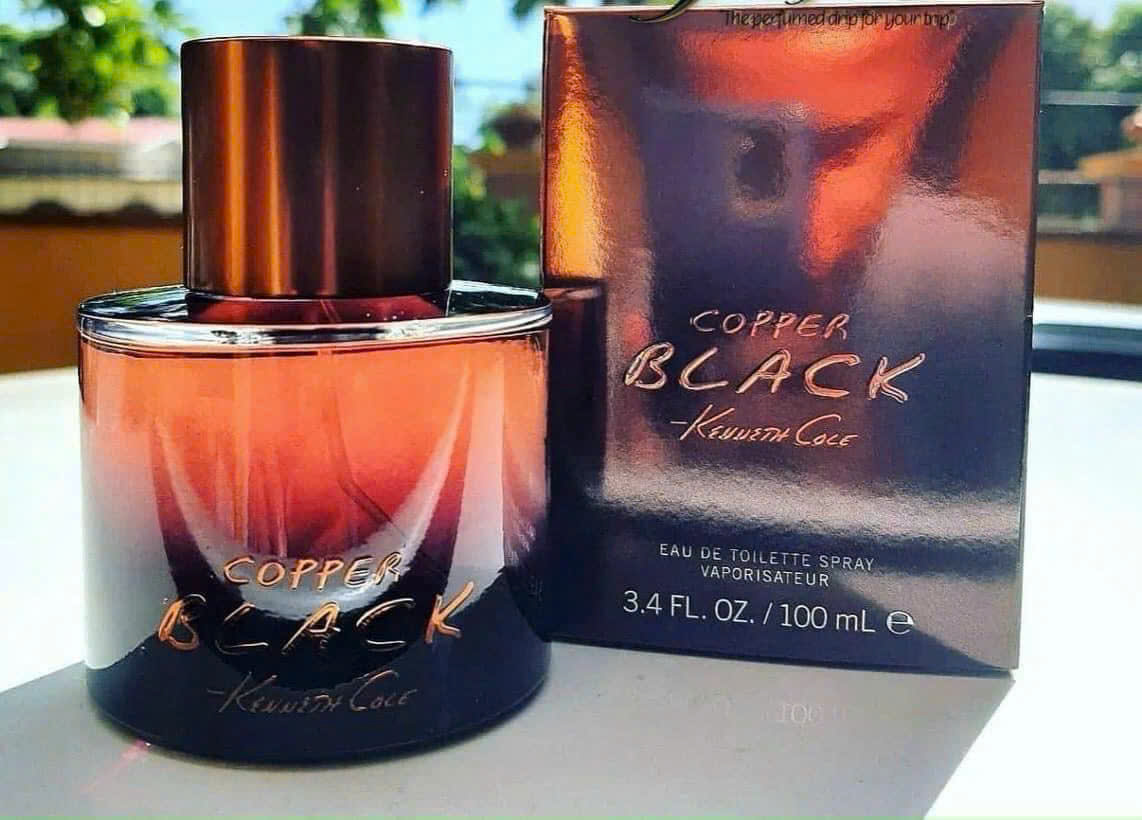 The perfumed drip for your trip
COPPER
BLACK
-KENNETH COLE
EAU DE TOILETTE SPRAY
VAPORISATEUR
3.4 FL. OZ. / 100 mL ℮
COPPER
BLACK
-KENNETH COLE
100